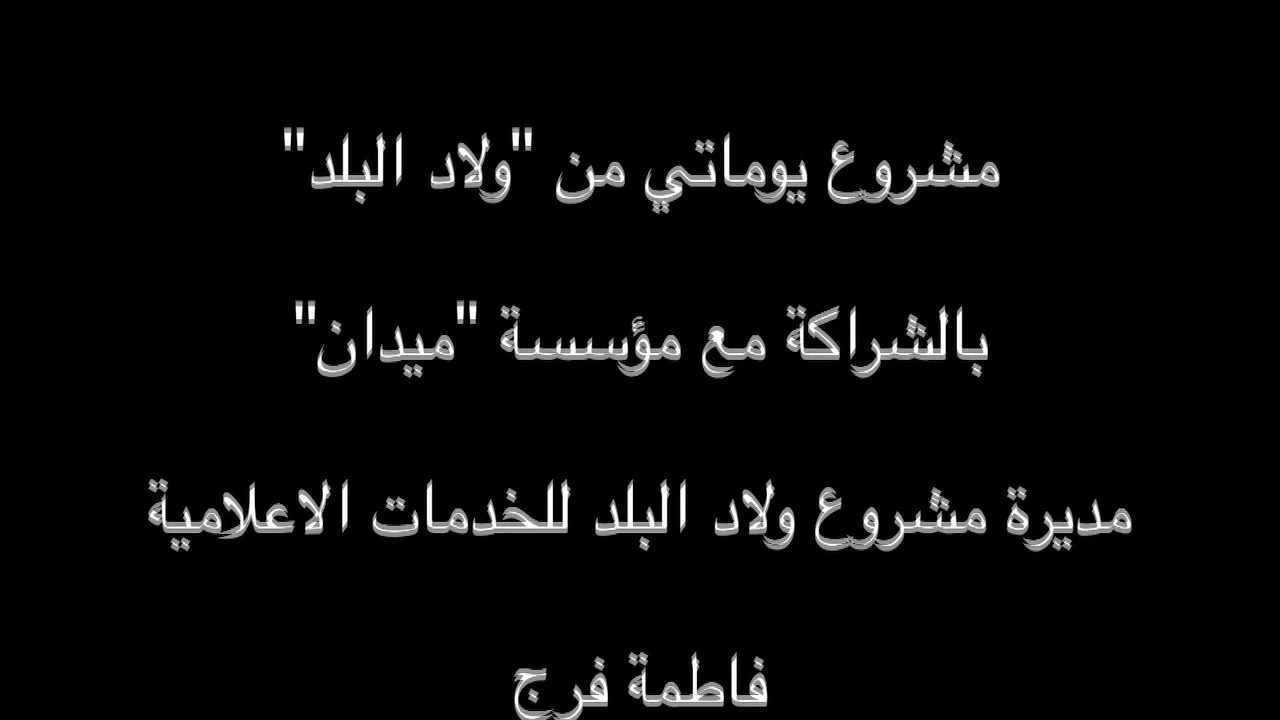 مشروع يوماتي من "ولاد البلد"
بالشراكة مع مؤسسة "ميدان"
مديرة مشروع ولاد البلد للخدمات الاعلامية
فاطمة فرج